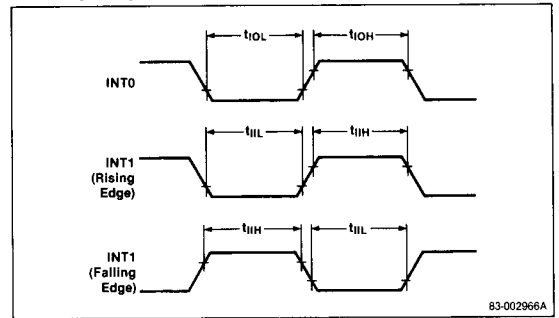 tIOL
tIOH
INT0
tIIL
tIIH
INT1
(Rising
Edge)
tIIH
tIIL
INT1
(Falling
Edge)
83-002966A